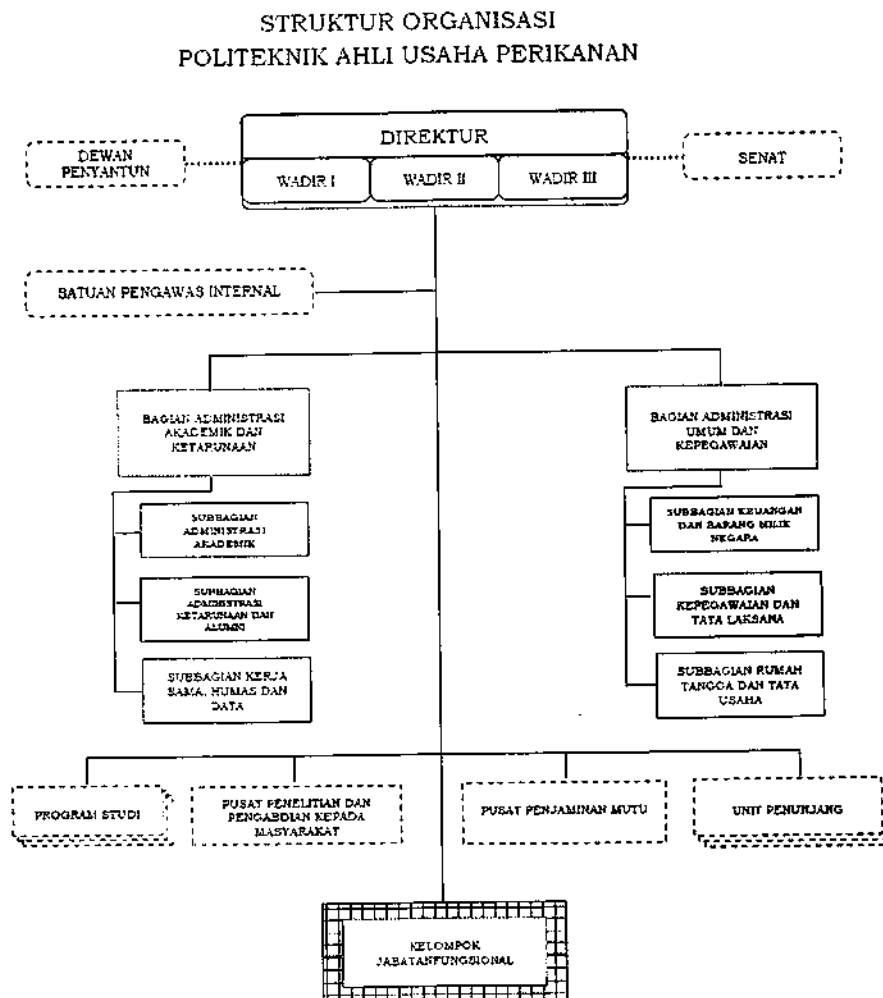 STRUKTUR ORGANISASI
POLITEKNIK AHLI USAHA PERIKANAN
DIREKTUR
DEWAN
PENYANTUN
SENAT
WADIR I
WADIR II
WADIR III
SATUAN PENGAWAS INTERNAL
BAGIAN ADMINISTRASI
AKADEMIK DAN
KETARUNAAN
BAGIAN ADMINISTRASI
UMUM DAN
KEPEGAWAIAN
SUBBAGIAN
ADMINISTRASI
AKADEMIK
SUBBAGIAN
ADMINISTRASI
KETARUNAAN DAN
ALUMNI
SUBBAGIAN KERJA
SAMA, HUMAS DAN
DATA
SUBBAGIAN KEUANGAN
DAN BARANG MILIK
NEGARA
SUBBAGIAN
KEPEGAWAIAN DAN
TATA LAKSANA
SUBBAGIAN RUMAH
TANGGA DAN TATA
USAHA
PROGRAM STUDI
PUSAT PENELITIAN DAN
PENGABDIAN KEPADA
MASYARAKAT
PUSAT PENJAMINAN MUTU
UNIT PENUNJANG
KELOMPOK
JABATANFUNGSIONAL